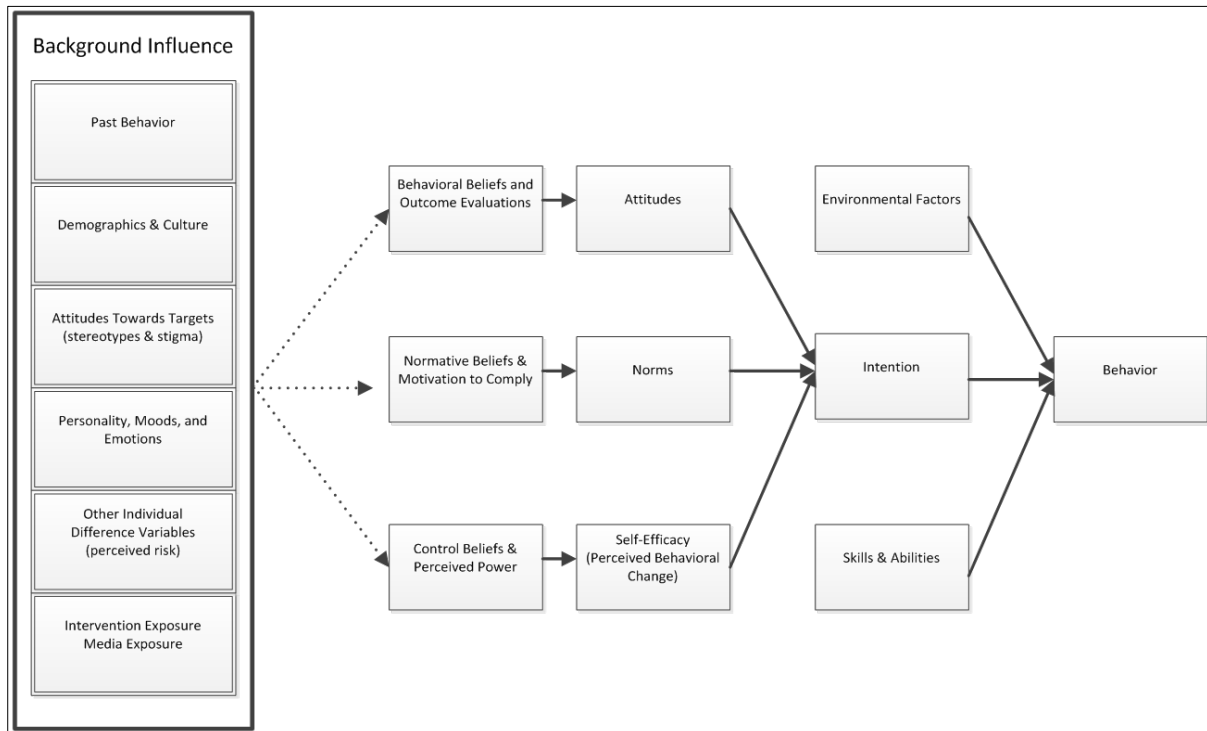 Background Influence
Past Behavior
Demographics & Culture
Attitudes Towards Targets
(stereotypes & stigma)
Personality, Moods, and
Emotions
Other Individual
Difference Variables
(perceived risk)
Intervention Exposure
Media Exposure
Behavioral Beliefs and
Outcome Evaluations
Attitudes
Environmental Factors
Normative Beliefs &
Motivation to Comply
Norms
Intention
Behavior
Control Beliefs &
Perceived Power
Self-Efficacy
(Perceived Behavioral
Change)
Skills & Abilities